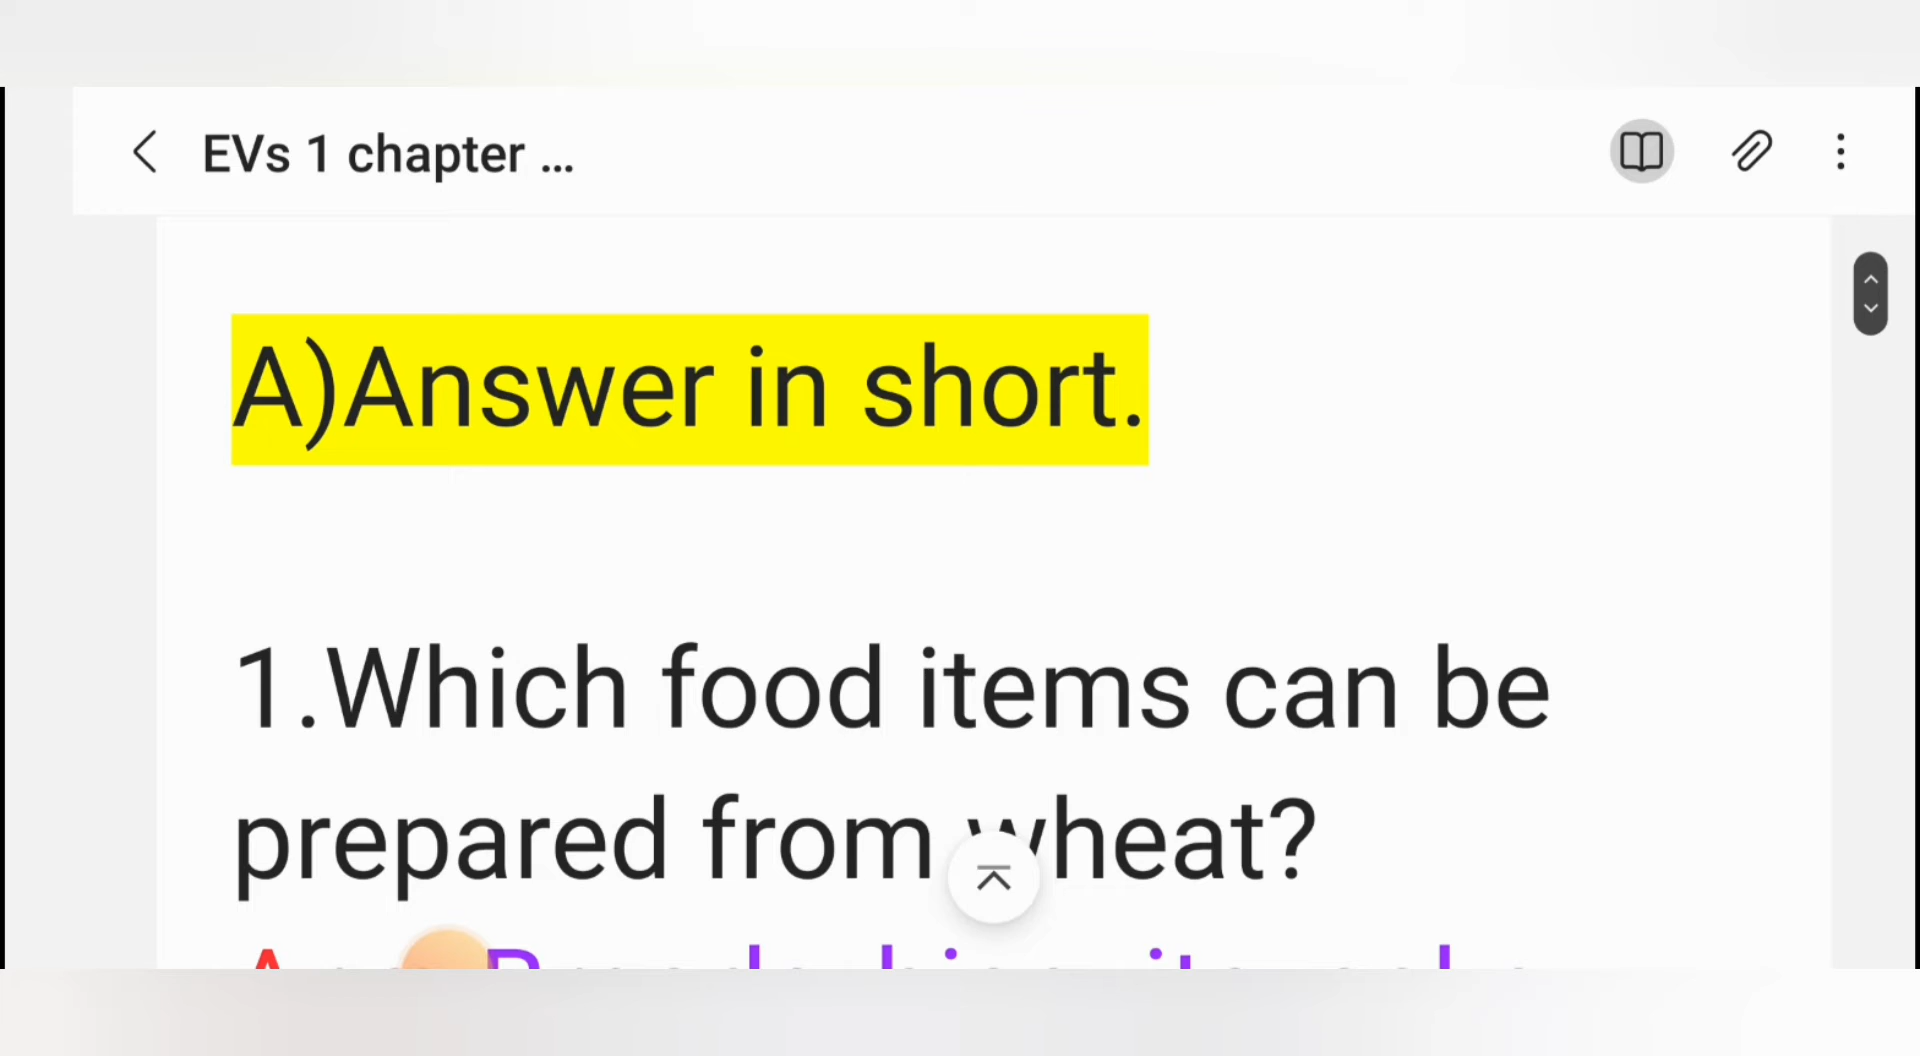 EVs 1 chapter ...
A)Answer in short.
1.Which food items can be
prepared from wheat?